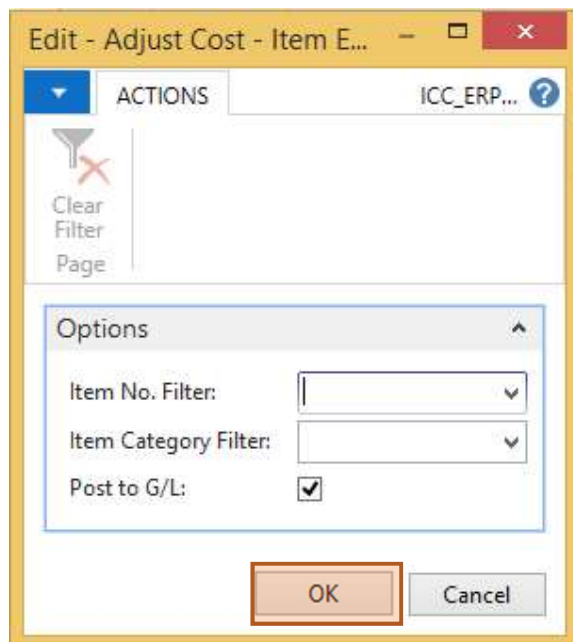 Edit - Adjust Cost - Item E...
ACTIONS
ICC_ERP...
?
Clear
Filter
Page
Options
Item No. Filter:
Item Category Filter:
Post to G/L:
OK
Cancel